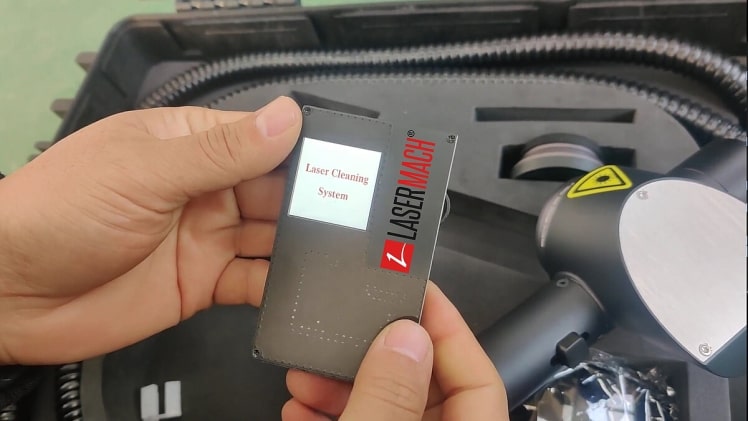 Laser Cleaning
System
LASERMACH®